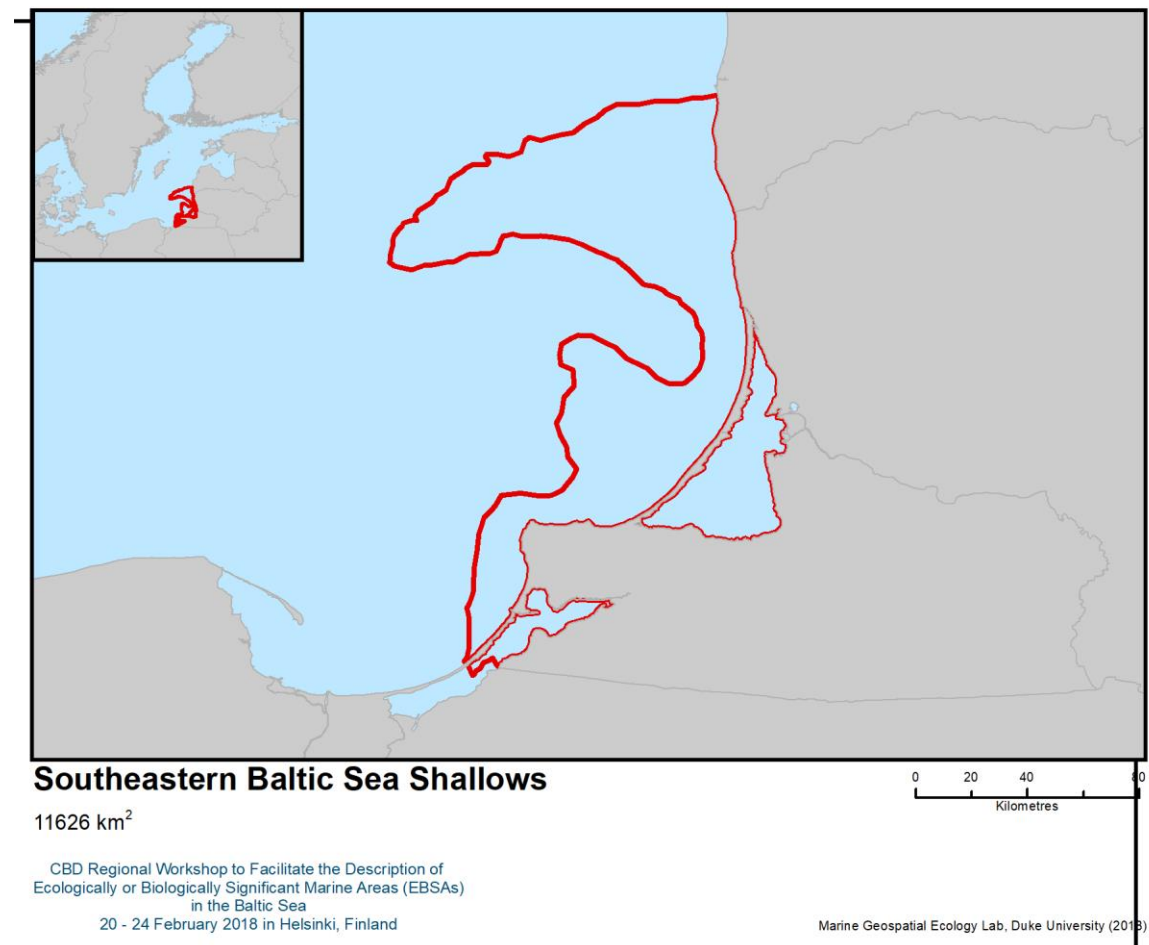 Southeastern Baltic Sea Shallows
11626 km²
0 20 40 80
Kilometres
CBD Regional Workshop to Facilitate the Description of
Ecologically or Biologically Significant Marine Areas (EBSAs)
in the Baltic Sea
20 - 24 February 2018 in Helsinki, Finland
Marine Geospatial Ecology Lab, Duke University (2018)